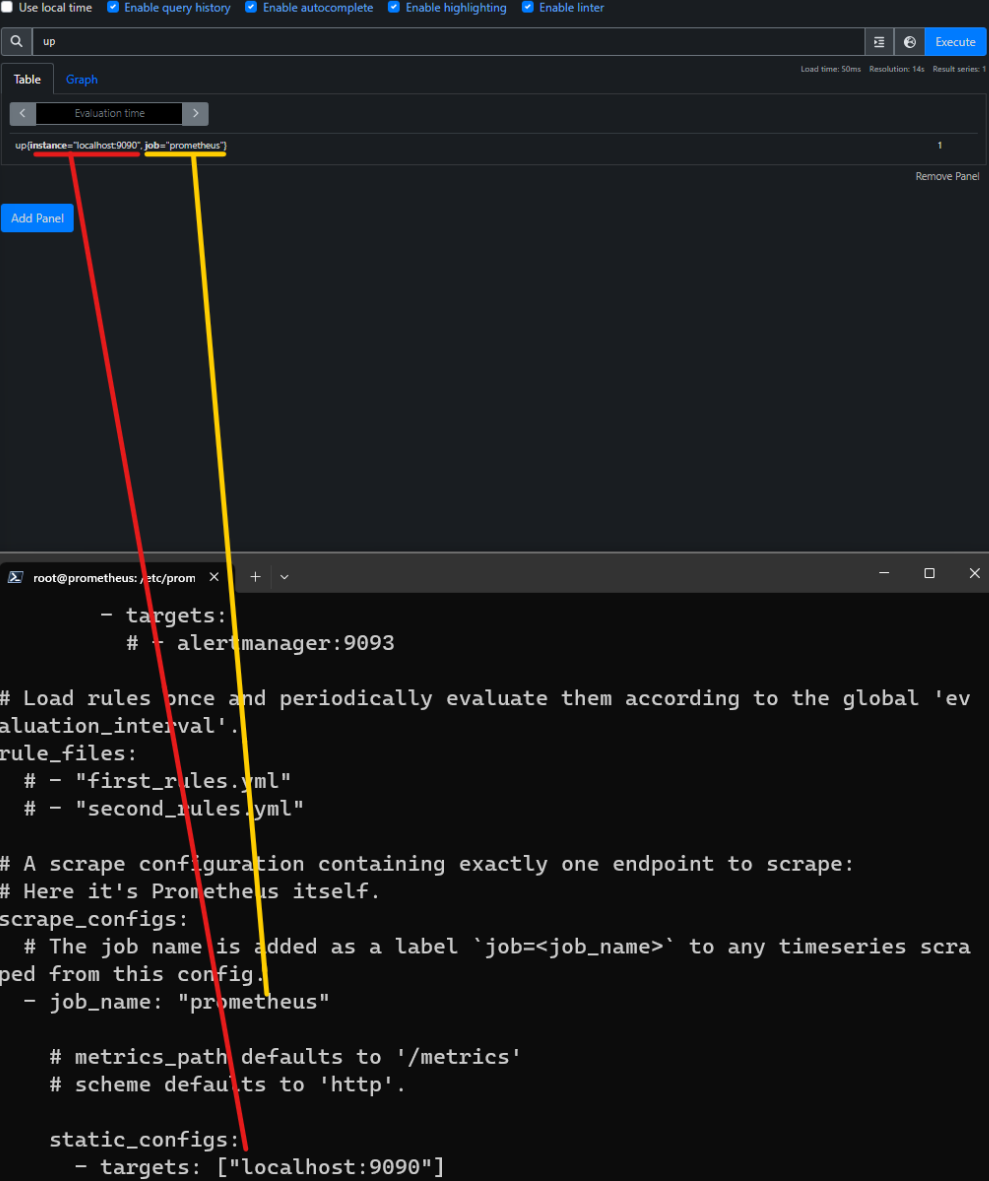 Use local time Enable query history Enable autocomplete Enable highlighting Enable linter
up Execute
Load time: 50ms Resolution: 14s Result series: 1
Table Graph
Evaluation time
up{instance="localhost:9090", job="prometheus"} 1
Remove Panel
Add Panel
root@prometheus: /etc/prom
- targets:
# - alertmanager:9093
# Load rules once and periodically evaluate them according to the global 'ev
aluation_interval'.
rule_files:
# - "first_rules.yml"
# - "second_rules.yml"
# A scrape configuration containing exactly one endpoint to scrape:
# Here it's Prometheus itself.
scrape_configs:
# The job name is added as a label `job=<job_name>` to any timeseries scra
ped from this config.
- job_name: "prometheus"
# metrics_path defaults to '/metrics'
# scheme defaults to 'http'.
static_configs:
- targets: ["localhost:9090"]